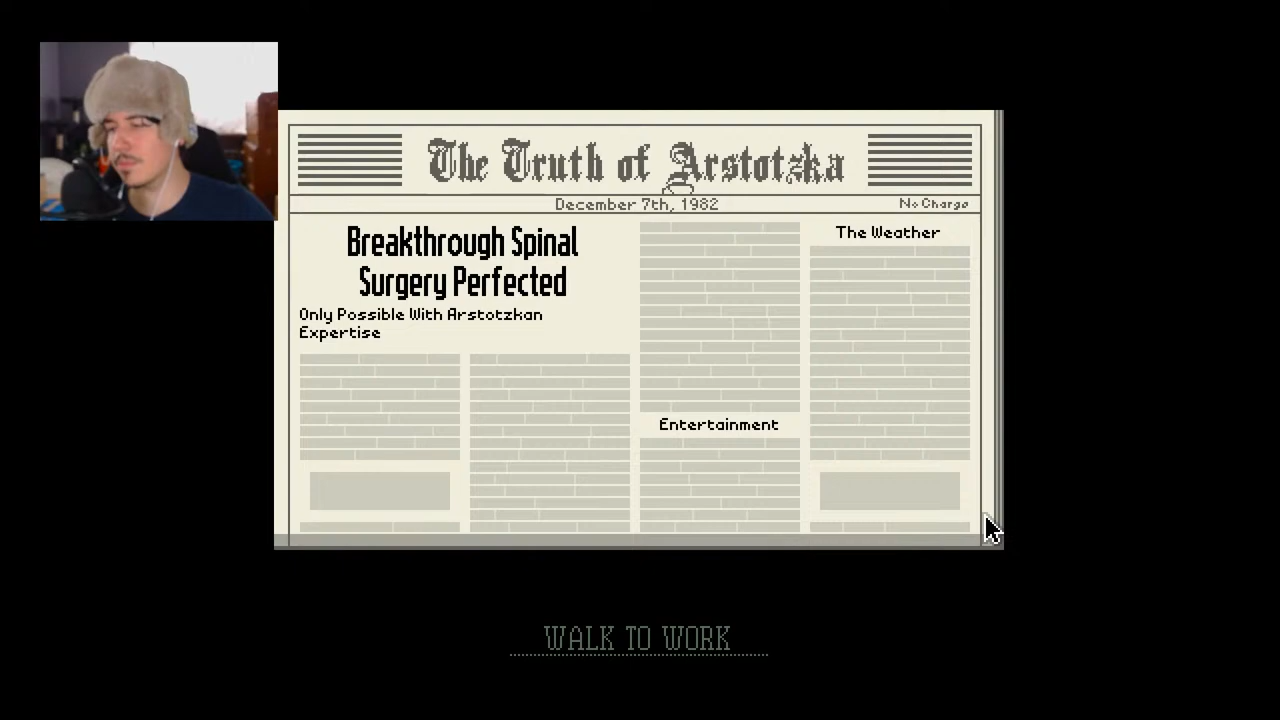 The Truth of Arstotzka
December 7th, 1982
No Charge
Breakthrough Spinal
Surgery Perfected
Only Possible With Arstotzkan
Expertise
Entertainment
The Weather
WALK TO WORK